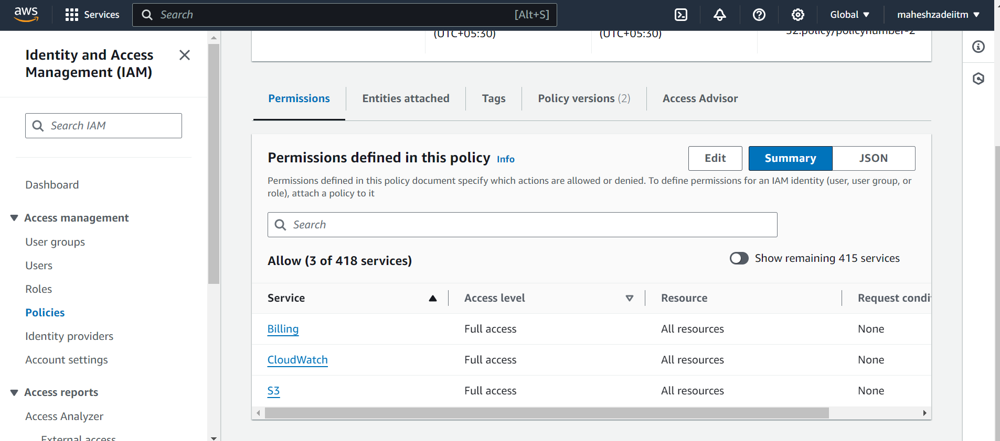 aws
Services
Search [Alt+S]
Global
maheshzadeiitm
Identity and Access
Management (IAM)
Search IAM
Dashboard
Access management
User groups
Users
Roles
Policies
Identity providers
Account settings
Access reports
Access Analyzer
External access
(UTC+05:30) (UTC+05:30) 52:policy/policynumber-2
Permissions Entities attached Tags Policy versions (2) Access Advisor
Permissions defined in this policy Info
Edit Summary JSON
Permissions defined in this policy document specify which actions are allowed or denied. To define permissions for an IAM identity (user, user group, or
role), attach a policy to it
Search
Allow (3 of 418 services)
Show remaining 415 services
Service Access level Resource Request condi
Billing Full access All resources None
CloudWatch Full access All resources None
S3 Full access All resources None